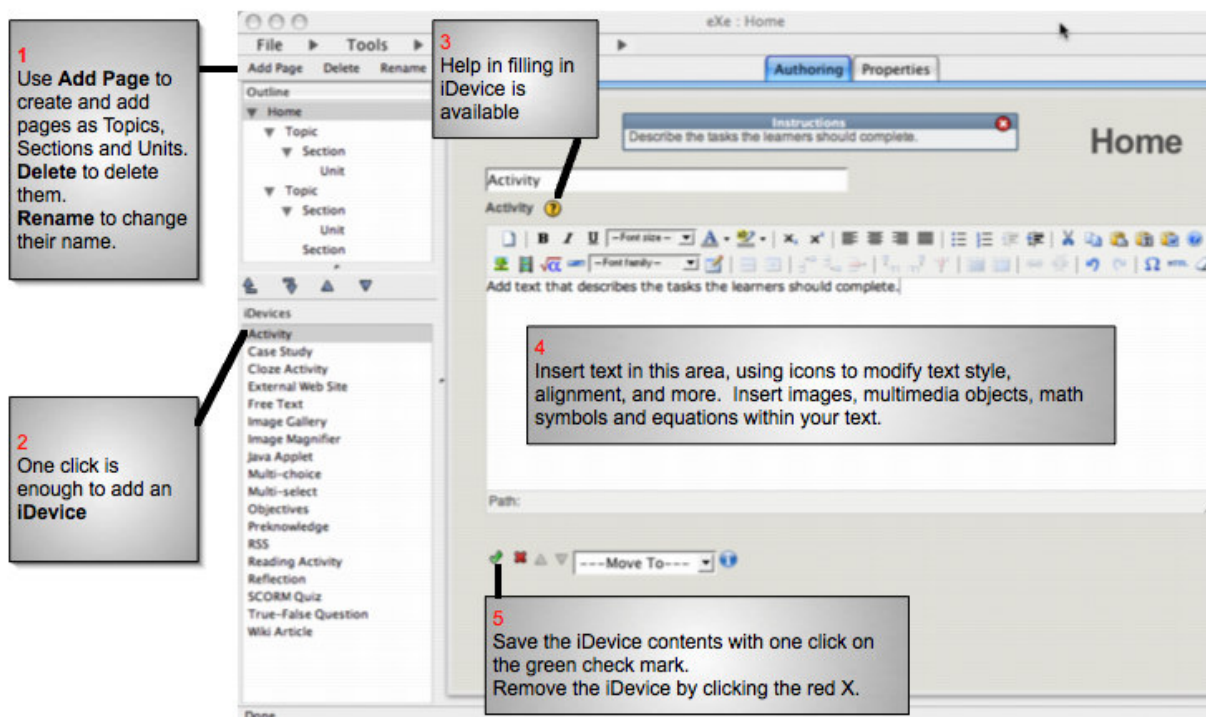 eXe : Home
File Tools
Add Page Delete Rename
Authoring Properties
1
Use Add Page to
create and add
pages as Topics,
Sections and Units.
Delete to delete
them.
Rename to change
their name.
Outline
Home
Topic
Section
Unit
Topic
Section
Unit
Section
3
Help in filling in
iDevice is
available
Instructions
Describe the tasks the learners should complete.
Home
Activity
Activity ?
B I U --Font size-- A
--Font family--
Add text that describes the tasks the learners should complete.
iDevices
Activity
Case Study
Cloze Activity
External Web Site
Free Text
Image Gallery
Image Magnifier
Java Applet
Multi-choice
Multi-select
Objectives
Preknowledge
RSS
Reading Activity
Reflection
SCORM Quiz
True-False Question
Wiki Article
2
One click is
enough to add an
iDevice
4
Insert text in this area, using icons to modify text style,
alignment, and more. Insert images, multimedia objects, math
symbols and equations within your text.
Path:
---Move To---
5
Save the iDevice contents with one click on
the green check mark.
Remove the iDevice by clicking the red X.
Done